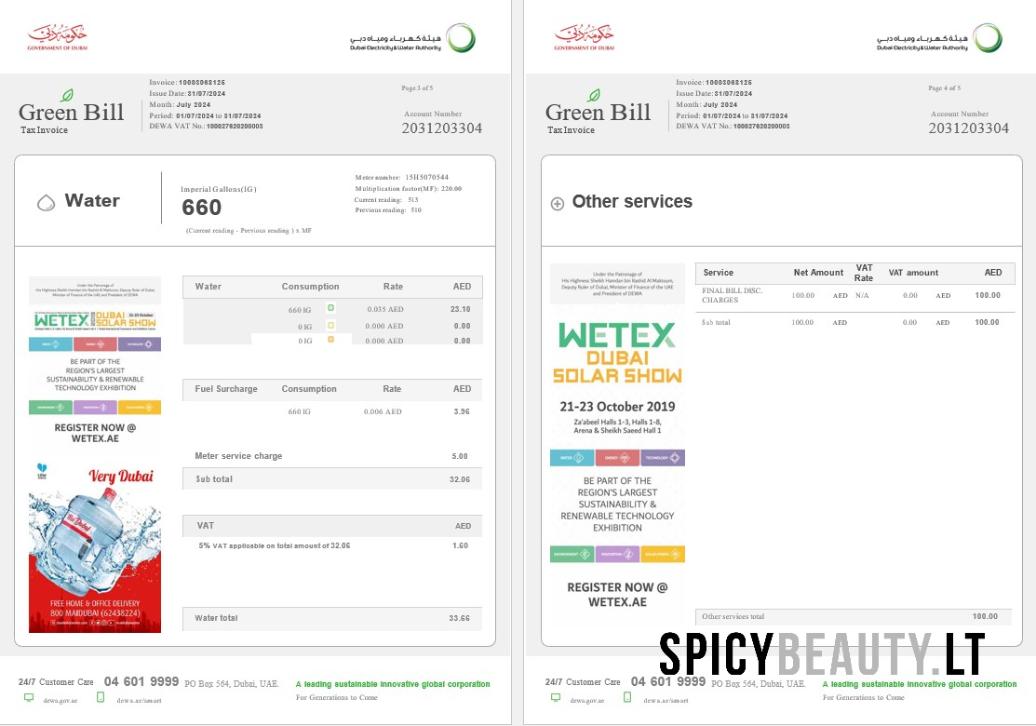 حكومة دبي
GOVERNMENT OF DUBAI
هيئة كهرباء ومياه دبي
Dubai Electricity&Water Authority
Green Bill
Tax Invoice
Invoice: 10003068125
Issue Date: 31/07/2024
Month: July 2024
Period: 01/07/2024 to 31/07/2024
DEWA VAT No.: 100027620200003
Page 3 of 5
Account Number
2031203304
Water
Imperial Gallons(IG)
660
(Current reading - Previous reading ) x MF
Meter number: 15H5070544
Multiplication factor(MF): 220.00
Current reading: 513
Previous reading: 510
Under the Patronage of
His Highness Sheikh Hamdan Bin Rashid Al Maktoum, Deputy Ruler of Dubai,
Minister of Finance of the UAE and President of DEWA
WETEX DUBAI SOLAR SHOW
BE PART OF THE
REGION'S LARGEST
SUSTAINABILITY & RENEWABLE
TECHNOLOGY EXHIBITION
REGISTER NOW @
WETEX.AE
Very Dubai
Mai Dubai
FREE HOME & OFFICE DELIVERY
800 MAIDUBAI (62438224)
Water Consumption Rate AED
660 IG 0.035 AED 23.10
0 IG 0.000 AED 0.00
0 IG 0.000 AED 0.00
Fuel Surcharge Consumption Rate AED
660 IG 0.006 AED 3.96
Meter service charge 5.00
Sub total 32.06
VAT AED
5% VAT applicable on total amount of 32.06 1.60
Water total 33.66
24/7 Customer Care 04 601 9999 PO Box 564, Dubai, UAE.
dewa.gov.ae dewa.ae/smart
A leading sustainable innovative global corporation
For Generations to Come
حكومة دبي
GOVERNMENT OF DUBAI
هيئة كهرباء ومياه دبي
Dubai Electricity&Water Authority
Green Bill
Tax Invoice
Invoice: 10003068125
Issue Date: 31/07/2024
Month: July 2024
Period: 01/07/2024 to 31/07/2024
DEWA VAT No.: 100027620200003
Page 4 of 5
Account Number
2031203304
Other services
Under the Patronage of
His Highness Sheikh Hamdan Bin Rashid Al Maktoum,
Deputy Ruler of Dubai, Minister of Finance of the UAE
and President of DEWA
WETEX
DUBAI
SOLAR SHOW
21-23 October 2019
Za'abeel Halls 1-3, Halls 1-8,
Arena & Sheikh Saeed Hall 1
WATER ENERGY TECHNOLOGY
BE PART OF THE
REGION'S LARGEST
SUSTAINABILITY &
RENEWABLE TECHNOLOGY
EXHIBITION
ENVIRONMENT INNOVATION SOLAR POWER
REGISTER NOW @
WETEX.AE
Service Net Amount VAT Rate VAT amount AED
FINAL BILL DISC. CHARGES 100.00 AED N/A 0.00 AED 100.00
Sub total 100.00 AED 0.00 AED 100.00
Other services total 100.00
SPICYBEAUTY.LT
24/7 Customer Care 04 601 9999 PO Box 564, Dubai, UAE.
dewa.gov.ae dewa.ae/smart
A leading sustainable innovative global corporation
For Generations to Come